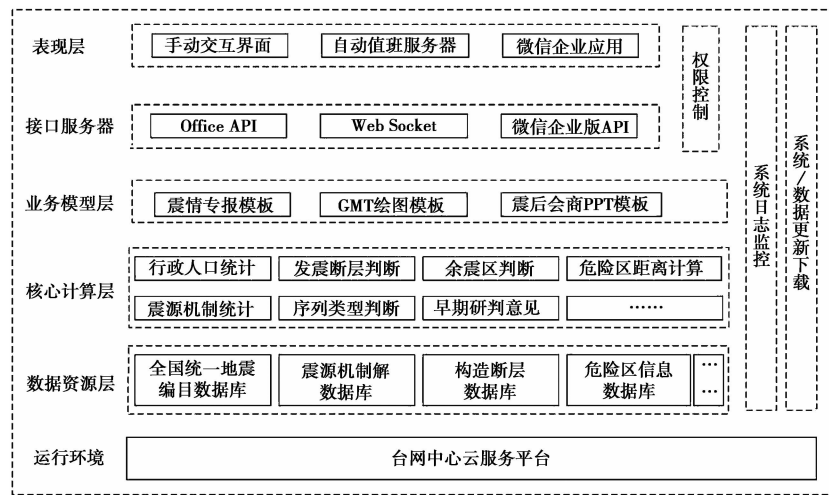 表现层
手动交互界面
自动值班服务器
微信企业应用
权限控制
接口服务器
Office API
Web Socket
微信企业版API
系统日志监控
系统/数据更新下载
业务模型层
震情专报模板
GMT绘图模板
震后会商PPT模板
核心计算层
行政人口统计
发震断层判断
余震区判断
危险区距离计算
震源机制统计
序列类型判断
早期研判意见
……
数据资源层
全国统一地震
编目数据库
震源机制解
数据库
构造断层
数据库
危险区信息
数据库
…
…
运行环境
台网中心云服务平台